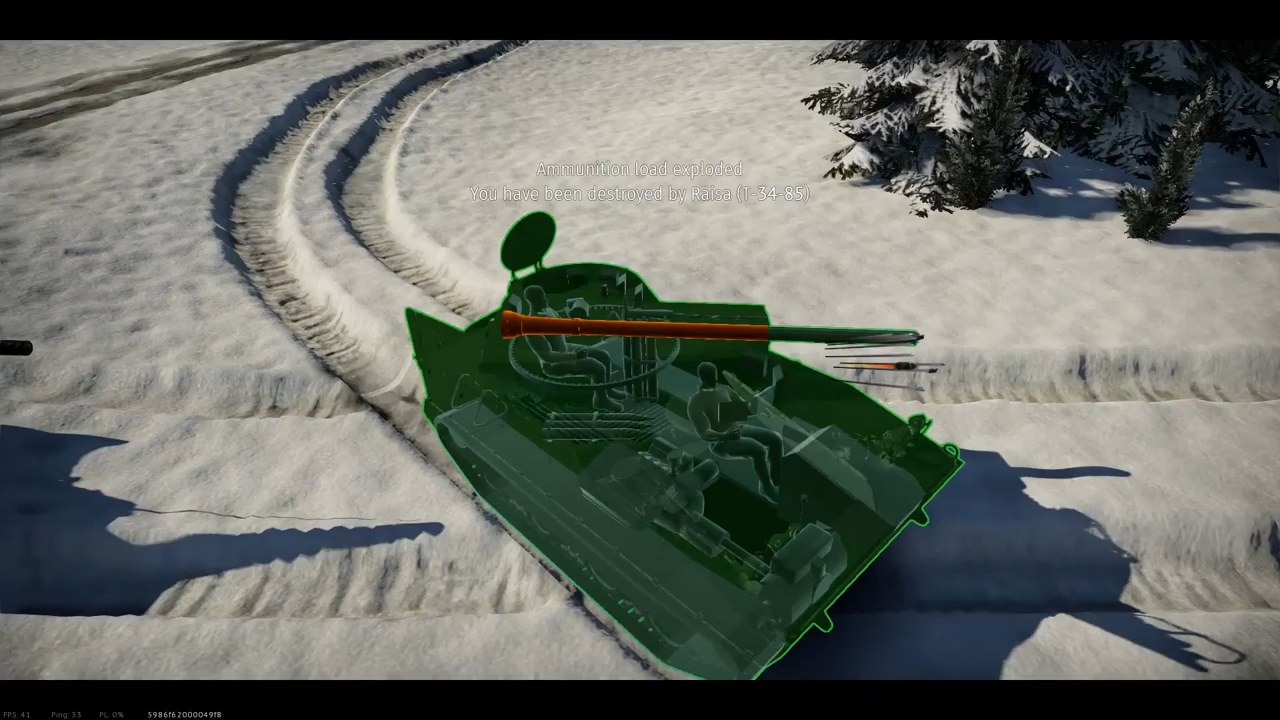 Ammunition load exploded
You have been destroyed by Raisa (T-34-85)
FPS: 41 Ping: 33 PL: 0% 5986f62000049f8